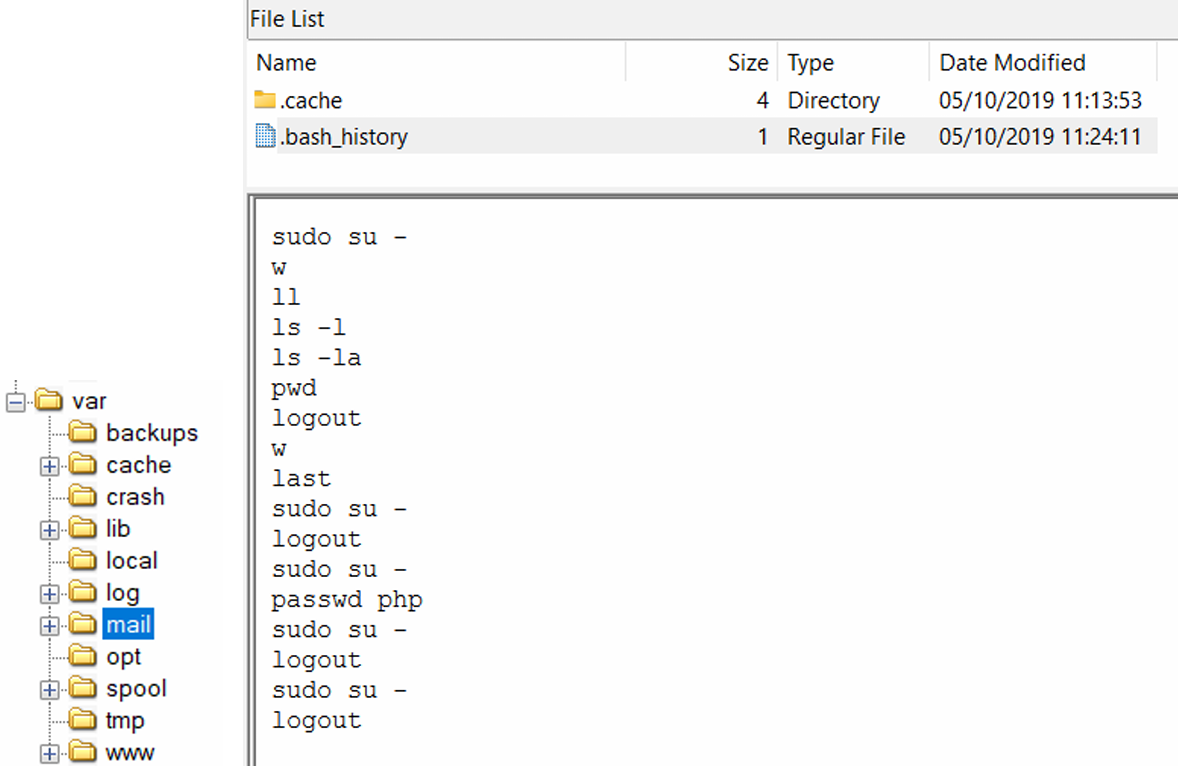 File List
Name Size Type Date Modified
.cache 4 Directory 05/10/2019 11:13:53
.bash_history 1 Regular File 05/10/2019 11:24:11
sudo su -
w
ll
ls -l
ls -la
pwd
logout
w
last
sudo su -
logout
sudo su -
passwd php
sudo su -
logout
sudo su -
logout
var
backups
cache
crash
lib
local
log
mail
opt
spool
tmp
www